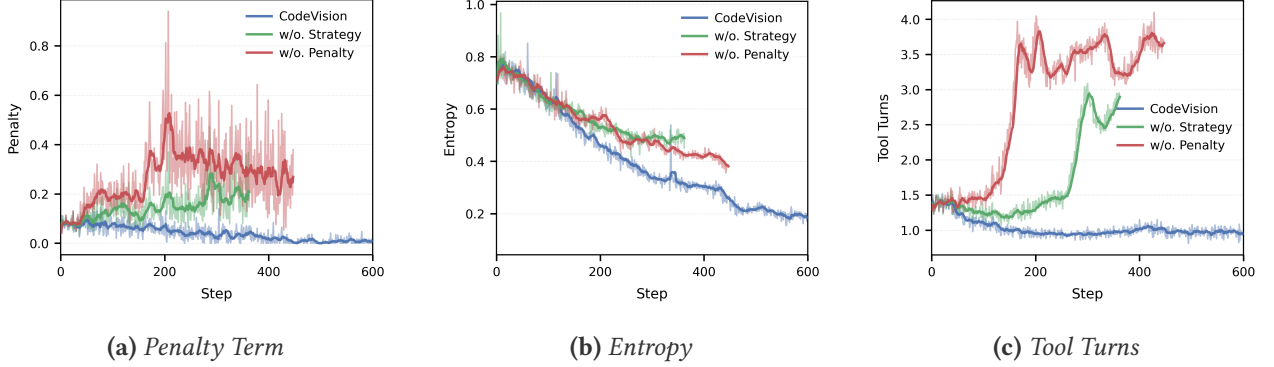 Penalty
0.8
0.6
0.4
0.2
0.0
0
200
400
600
Step
CodeVision
w/o. Strategy
w/o. Penalty
(a) Penalty Term
Entropy
1.0
0.8
0.6
0.4
0.2
0
200
400
600
Step
CodeVision
w/o. Strategy
w/o. Penalty
(b) Entropy
Tool Turns
4.0
3.5
3.0
2.5
2.0
1.5
1.0
0
200
400
600
Step
CodeVision
w/o. Strategy
w/o. Penalty
(c) Tool Turns